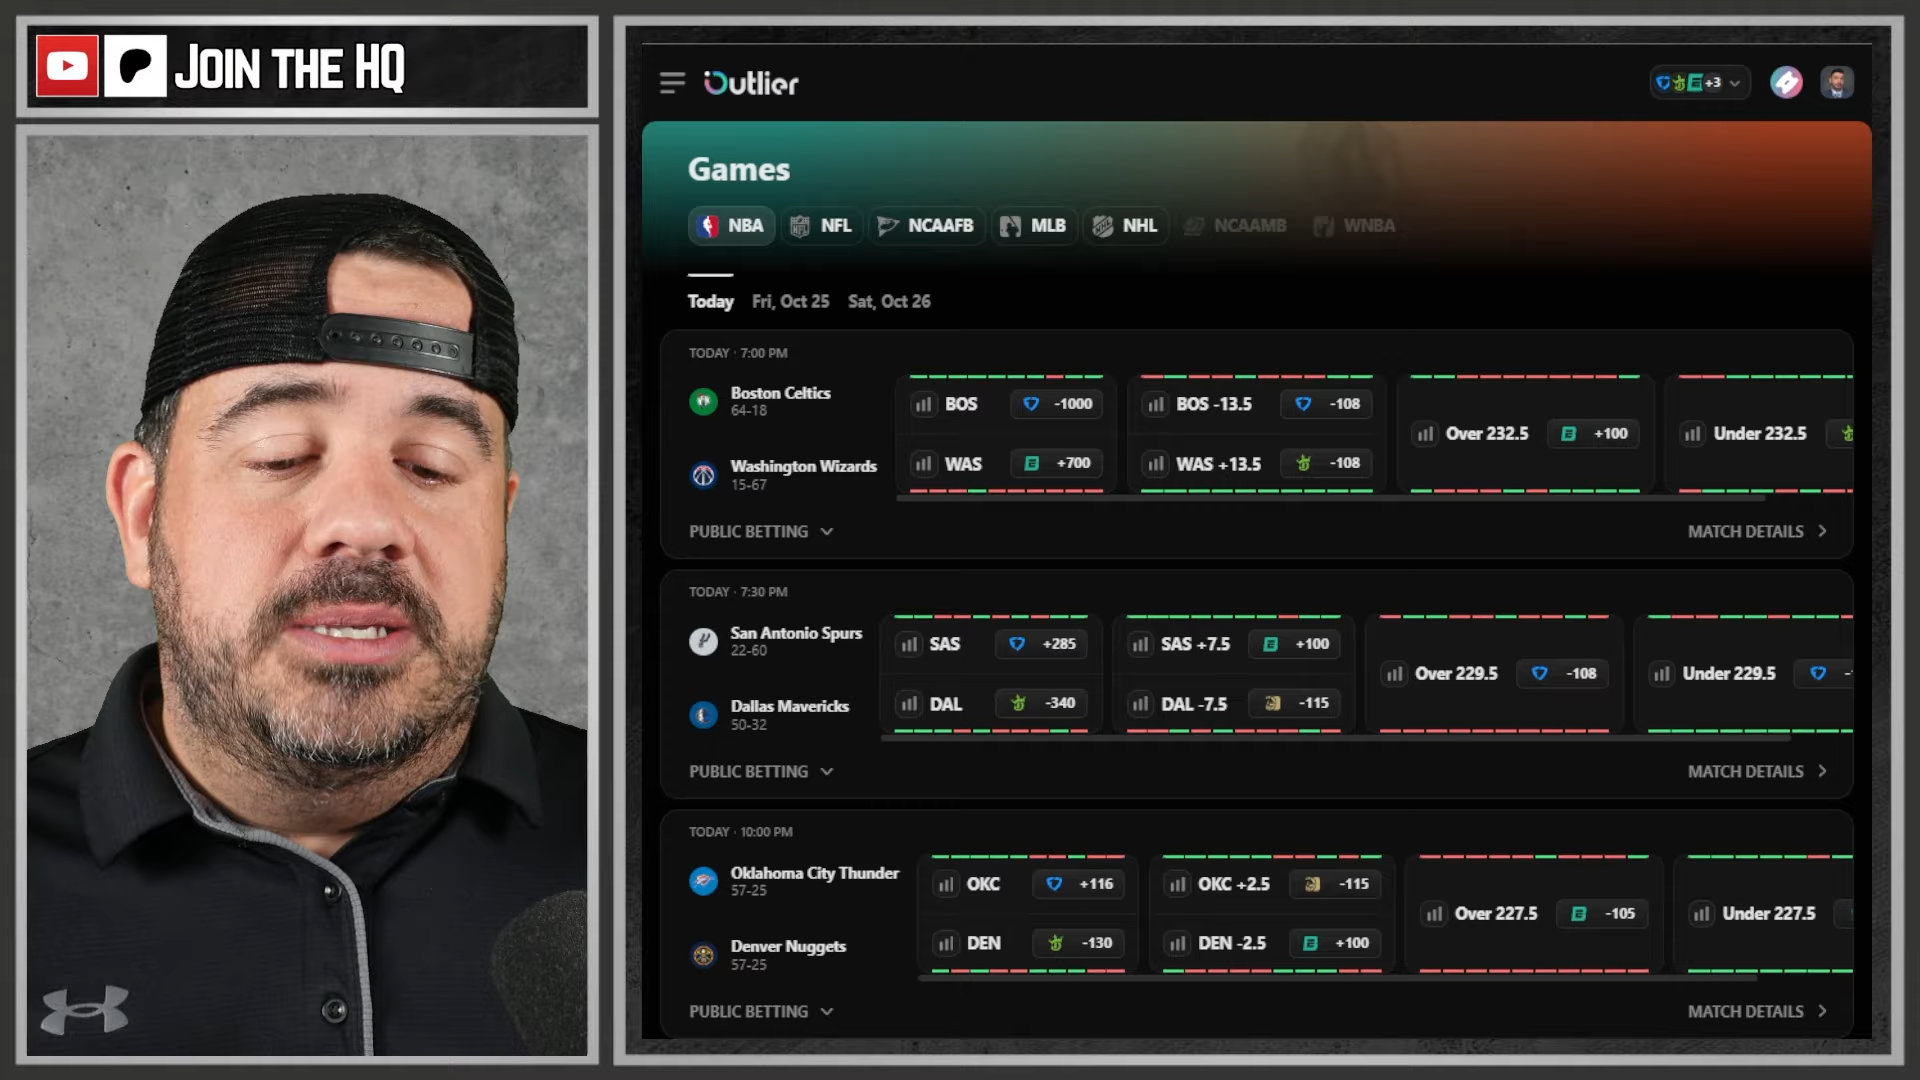 JOIN THE HQ
Outlier
+3
Games
NBA
NFL
NCAAFB
MLB
NHL
NCAAMB
WNBA
Today
Fri, Oct 25
Sat, Oct 26
TODAY · 7:00 PM
Boston Celtics
64-18
Washington Wizards
15-67
BOS -1000
WAS +700
BOS -13.5 -108
WAS +13.5 -108
Over 232.5 +100
Under 232.5
PUBLIC BETTING
MATCH DETAILS
TODAY · 7:30 PM
San Antonio Spurs
22-60
Dallas Mavericks
50-32
SAS +285
DAL -340
SAS +7.5 +100
DAL -7.5 -115
Over 229.5 -108
Under 229.5
PUBLIC BETTING
MATCH DETAILS
TODAY · 10:00 PM
Oklahoma City Thunder
57-25
Denver Nuggets
57-25
OKC +116
DEN -130
OKC +2.5 -115
DEN -2.5 +100
Over 227.5 -105
Under 227.5
PUBLIC BETTING
MATCH DETAILS